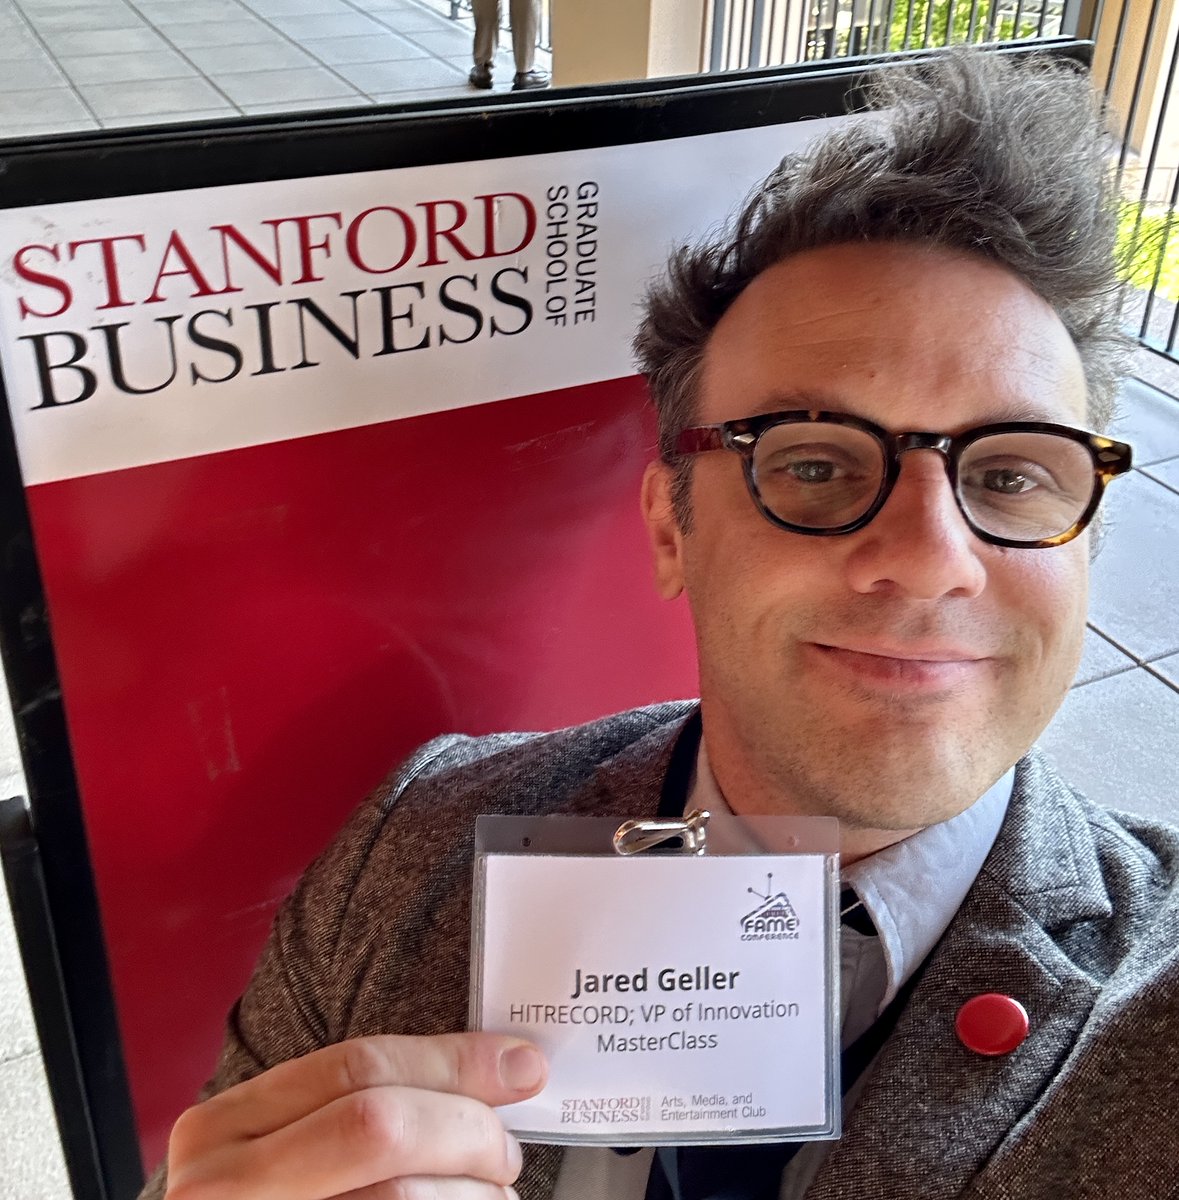 STANFORD
BUSINESS
GRADUATE
SCHOOL OF
FAME
CONFERENCE
Jared Geller
HITRECORD; VP of Innovation
MasterClass
STANFORD
BUSINESS
Arts, Media, and
Entertainment Club